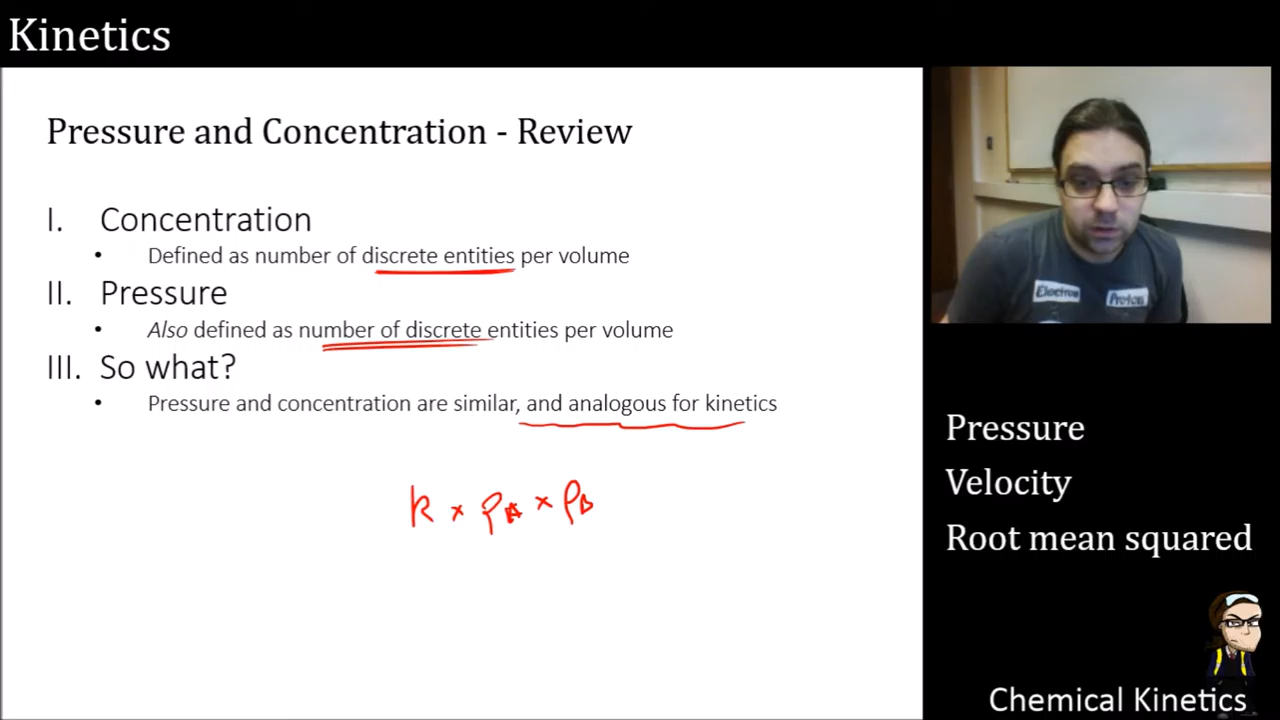 Kinetics
Pressure and Concentration - Review
I. Concentration
• Defined as number of discrete entities per volume
II. Pressure
• Also defined as number of discrete entities per volume
III. So what?
• Pressure and concentration are similar, and analogous for kinetics
k × ρA × ρB
Electron
Proton
Pressure
Velocity
Root mean squared
Chemical Kinetics